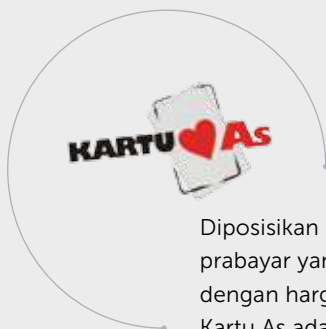 KARTU As
Diposisikan
prabayar yan
dengan harg
Kartu As ada